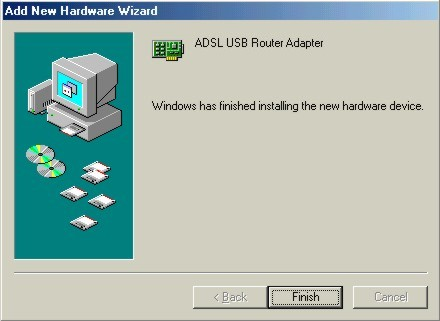 Add New Hardware Wizard
ADSL USB Router Adapter
Windows has finished installing the new hardware device.
< Back
Finish
Cancel